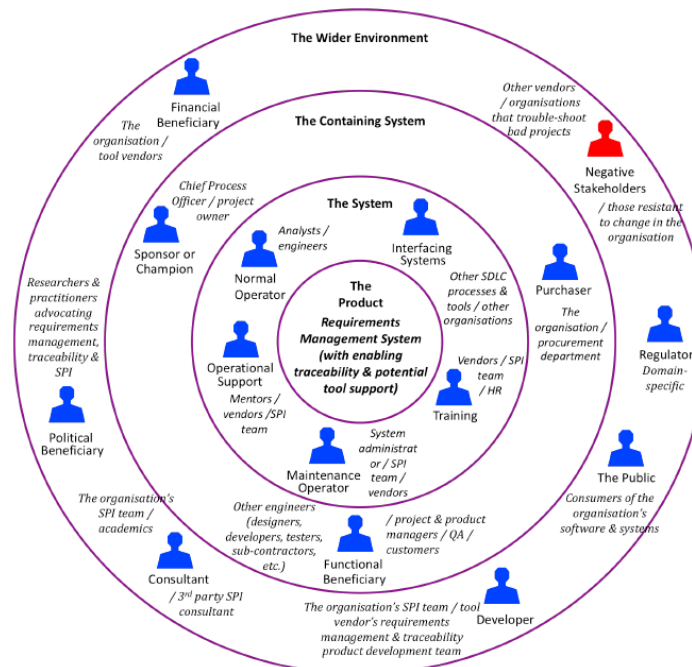 The Wider Environment
Financial
Beneficiary
The
organisation /
tool vendors
Other vendors
/ organisations
that trouble-shoot
bad projects
Negative
Stakeholders
/ those resistant
to change in the
organisation
The Containing System
Chief Process
Officer / project
owner
Sponsor or
Champion
The System
Analysts /
engineers
Normal
Operator
Interfacing
Systems
Other SDLC
processes &
tools / other
organisations
Purchaser
The
organisation /
procurement
department
Regulator
Domain-
specific
Researchers &
practitioners
advocating
requirements
management,
traceability &
SPI
Political
Beneficiary
The
Product
Requirements
Management System
(with enabling
traceability & potential
tool support)
Operational
Support
Mentors /
vendors /SPI
team
Vendors / SPI
team
/ HR
Training
Maintenance
Operator
System
administrat
or / SPI
team /
vendors
The Public
Consumers of the
organisation's
software & systems
The organisation's
SPI team /
academics
Consultant
/ 3rd party SPI
consultant
Other engineers
(designers,
developers, testers,
sub-contractors,
etc.)
Functional
Beneficiary
/ project & product
managers / QA /
customers
Developer
The organisation's SPI team / tool
vendor's requirements
management & traceability
product development team